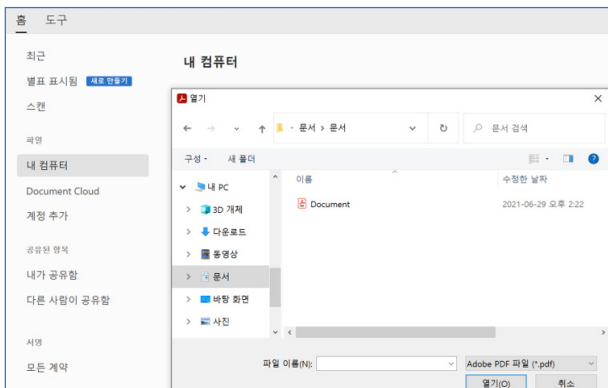 홈 도구
최근
별표 표시됨 새로 만들기
스캔
파일
내 컴퓨터
Document Cloud
계정 추가
공유된 항목
내가 공유함
다른 사람이 공유함
서명
모든 계약
내 컴퓨터
열기
문서 > 문서
문서 검색
구성 새 폴더
내 PC
3D 개체
다운로드
동영상
문서
바탕 화면
사진
이름 수정한 날짜
Document 2021-06-29 오후 2:22
파일 이름(N): Adobe PDF 파일 (*.pdf)
열기(O) 취소